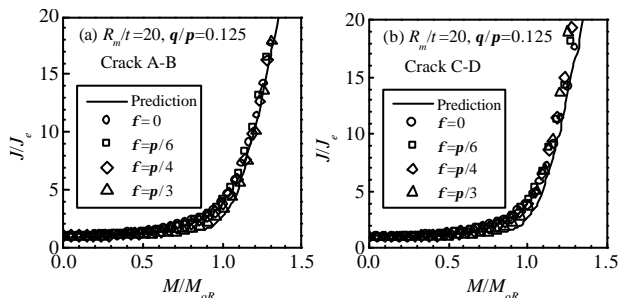 (a) R_m/t=20, q/p=0.125
Crack A-B
Prediction
f=0
f=p/6
f=p/4
f=p/3
J/J_e
20
15
10
5
0
0.0 0.5 1.0 1.5
M/M_oR
(b) R_m/t=20, q/p=0.125
Crack C-D
Prediction
f=0
f=p/6
f=p/4
f=p/3
J/J_e
20
15
10
5
0
0.0 0.5 1.0 1.5
M/M_oR